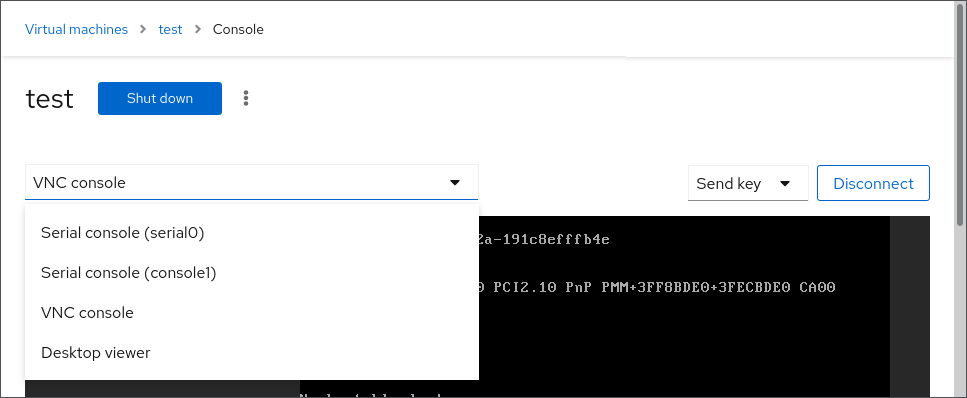 Virtual machines > test > Console
test Shut down
VNC console Send key Disconnect
Serial console (serial0)
2a-191c8efffb4e
Serial console (console1)
0 PCI2.10 PnP PMM+3FF8BDE0+3FECBDE0 CA00
VNC console
Desktop viewer